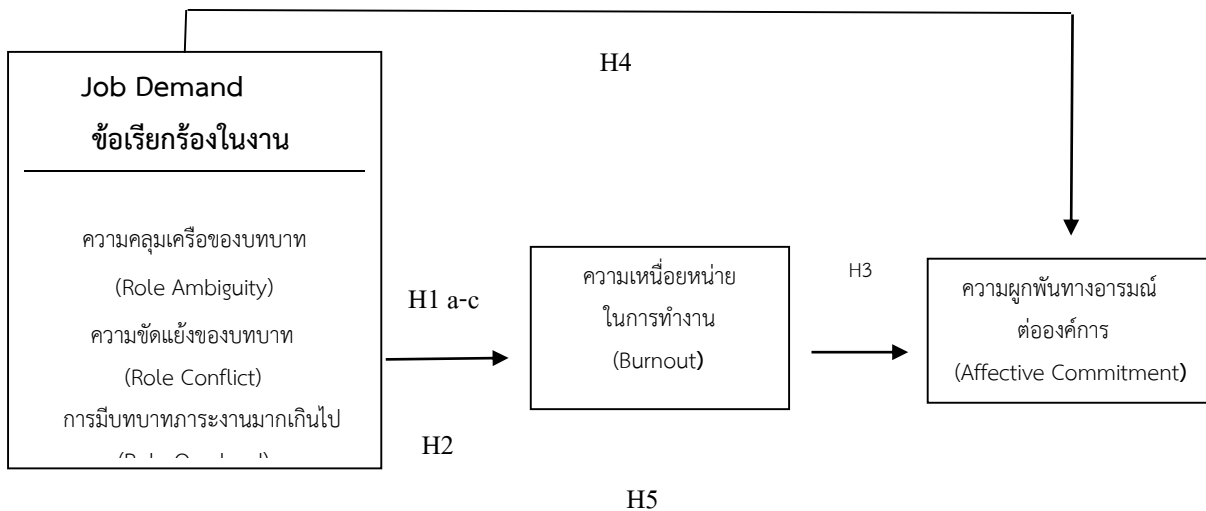 H4
Job Demand
ข้อเรียกร้องในงาน
ความคลุมเครือของบทบาท
(Role Ambiguity)
ความขัดแย้งของบทบาท
(Role Conflict)
การมีบทบาทภาระงานมากเกินไป
H1 a-c
H2
ความเหนื่อยหน่าย
ในการทำงาน
(Burnout)
H3
ความผูกพันทางอารมณ์
ต่อองค์การ
(Affective Commitment)
H5